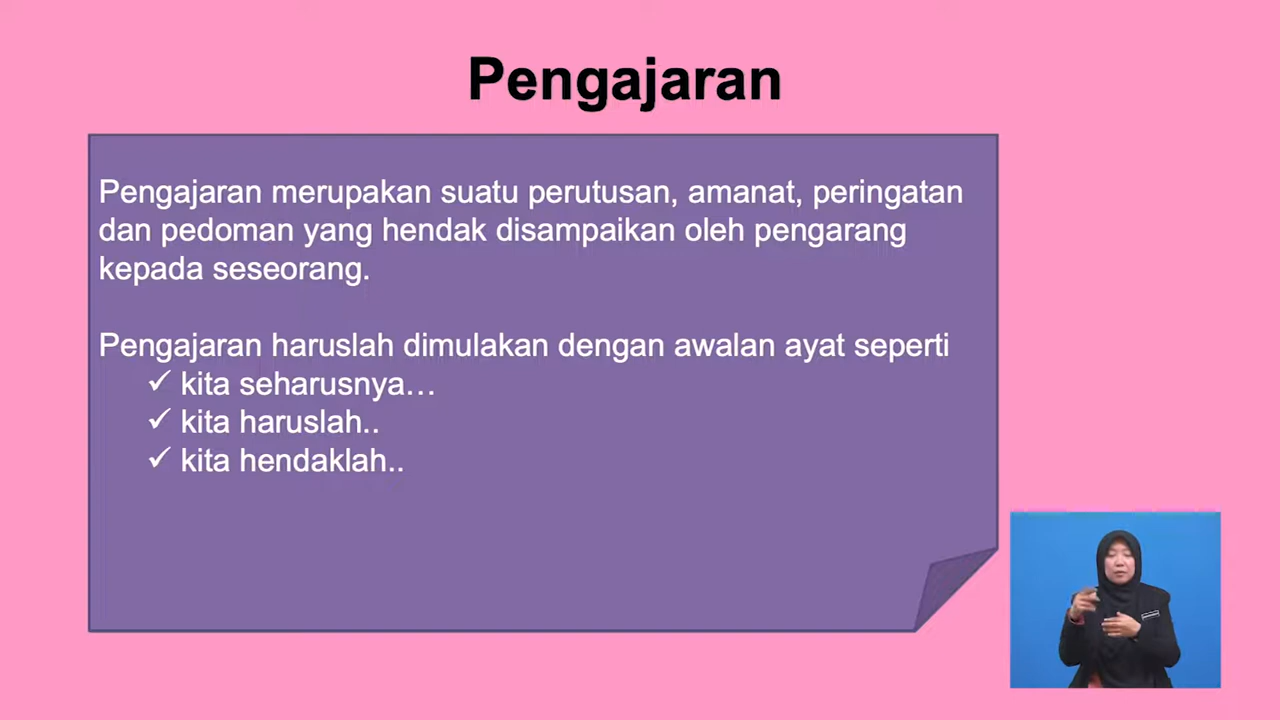 Pengajaran
Pengajaran merupakan suatu perutusan, amanat, peringatan
dan pedoman yang hendak disampaikan oleh pengarang
kepada seseorang.
Pengajaran haruslah dimulakan dengan awalan ayat seperti
✓ kita seharusnya…
✓ kita haruslah..
✓ kita hendaklah..